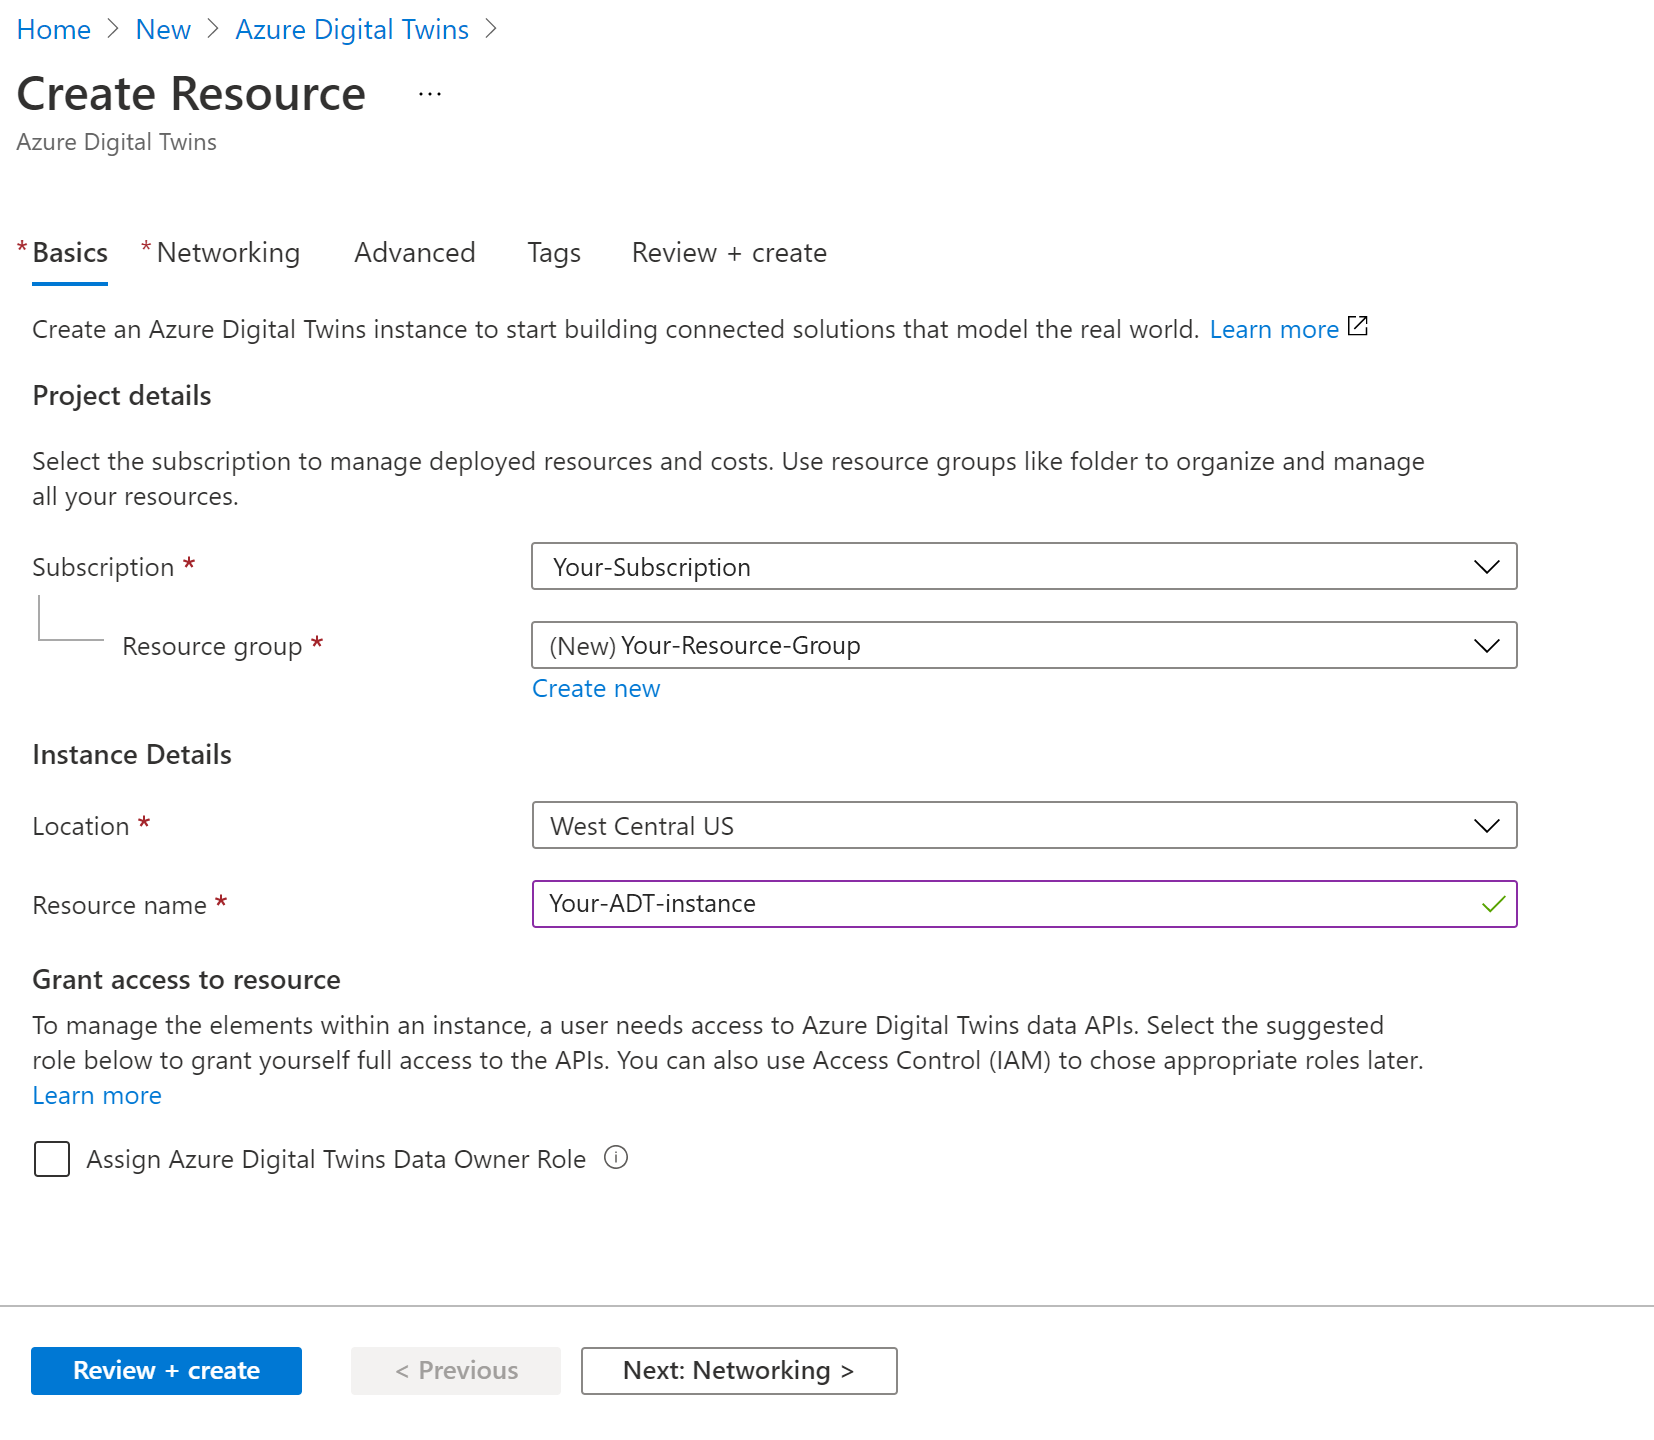 Home > New > Azure Digital Twins >
Create Resource ...
Azure Digital Twins
* Basics * Networking Advanced Tags Review + create
Create an Azure Digital Twins instance to start building connected solutions that model the real world. Learn more
Project details
Select the subscription to manage deployed resources and costs. Use resource groups like folder to organize and manage
all your resources.
Subscription * Your-Subscription
Resource group * (New) Your-Resource-Group
Create new
Instance Details
Location * West Central US
Resource name * Your-ADT-instance
Grant access to resource
To manage the elements within an instance, a user needs access to Azure Digital Twins data APIs. Select the suggested
role below to grant yourself full access to the APIs. You can also use Access Control (IAM) to chose appropriate roles later.
Learn more
Assign Azure Digital Twins Data Owner Role
Review + create < Previous Next: Networking >